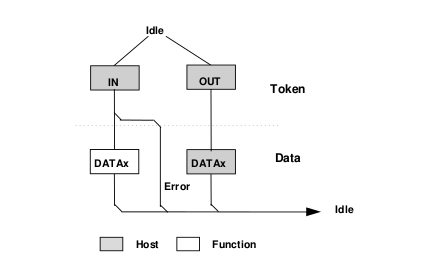 Idle
IN OUT Token
DATAx DATAx Data
Error
Idle
Host Function